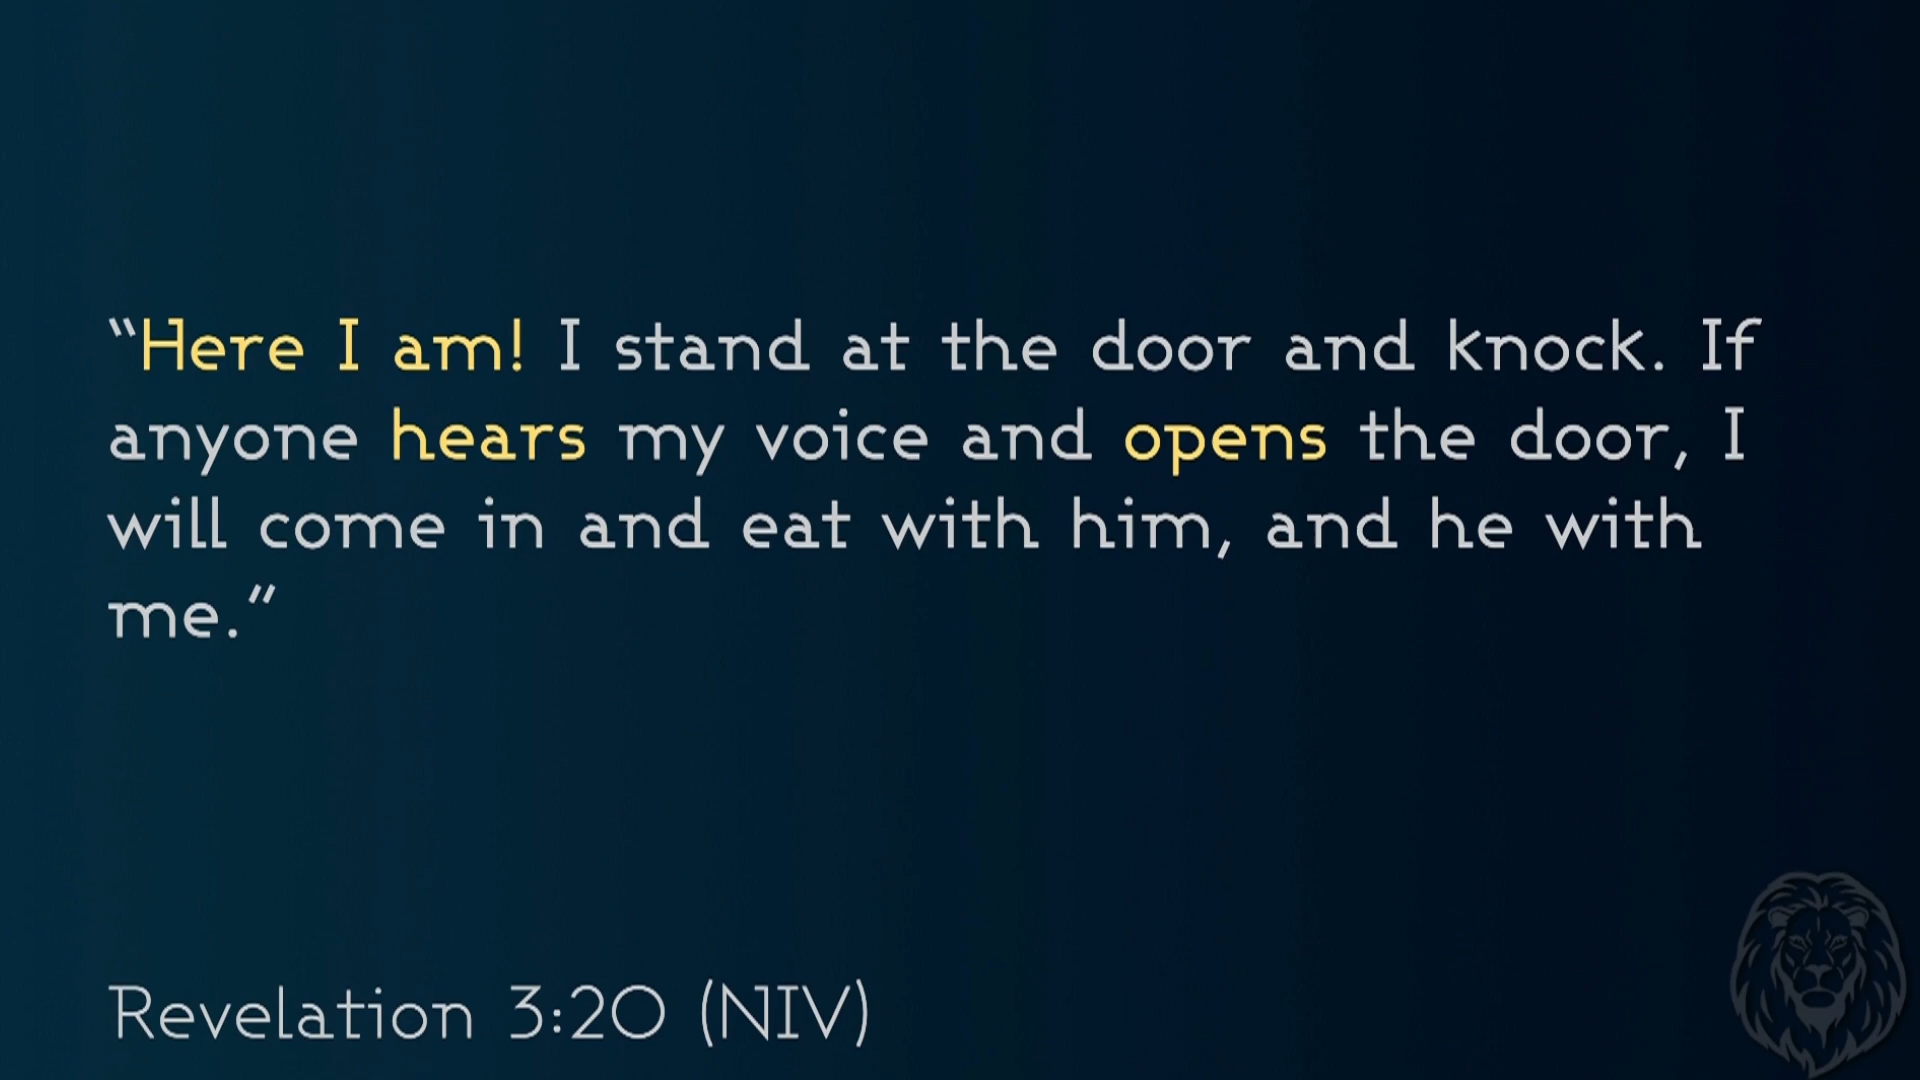 “Here I am! I stand at the door and knock. If
anyone hears my voice and opens the door, I
will come in and eat with him, and he with
me.”
Revelation 3:20 (NIV)